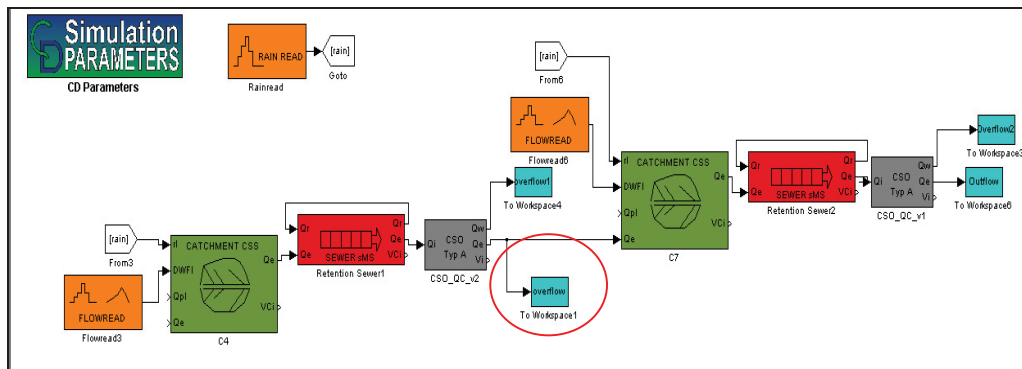 Simulation
PARAMETERS
CD Parameters
RAIN READ
Rainread
[rain]
Goto
[rain]
From6
FLOWREAD
Flowread6
overflow1
To Workspace4
rI
DWFI
Qpl
Qe
CATCHMENT CSS
Qe
VCi
C7
Qr
Qe
Qr
Qe
VCi
SEWER sMS
Retention Sewer2
Qi
CSO
Typ A
Qw
Qe
Vi
CSO_QC_v1
Overflow2
To Workspace3
Outflow
To Workspace6
[rain]
From3
FLOWREAD
Flowread3
rI
DWFI
Qpl
Qe
CATCHMENT CSS
Qe
VCi
C4
Qr
Qe
Qr
Qe
VCi
SEWER sMS
Retention Sewer1
Qi
CSO
Typ A
Qw
Qe
Vi
CSO_QC_v2
overflow
To Workspace1